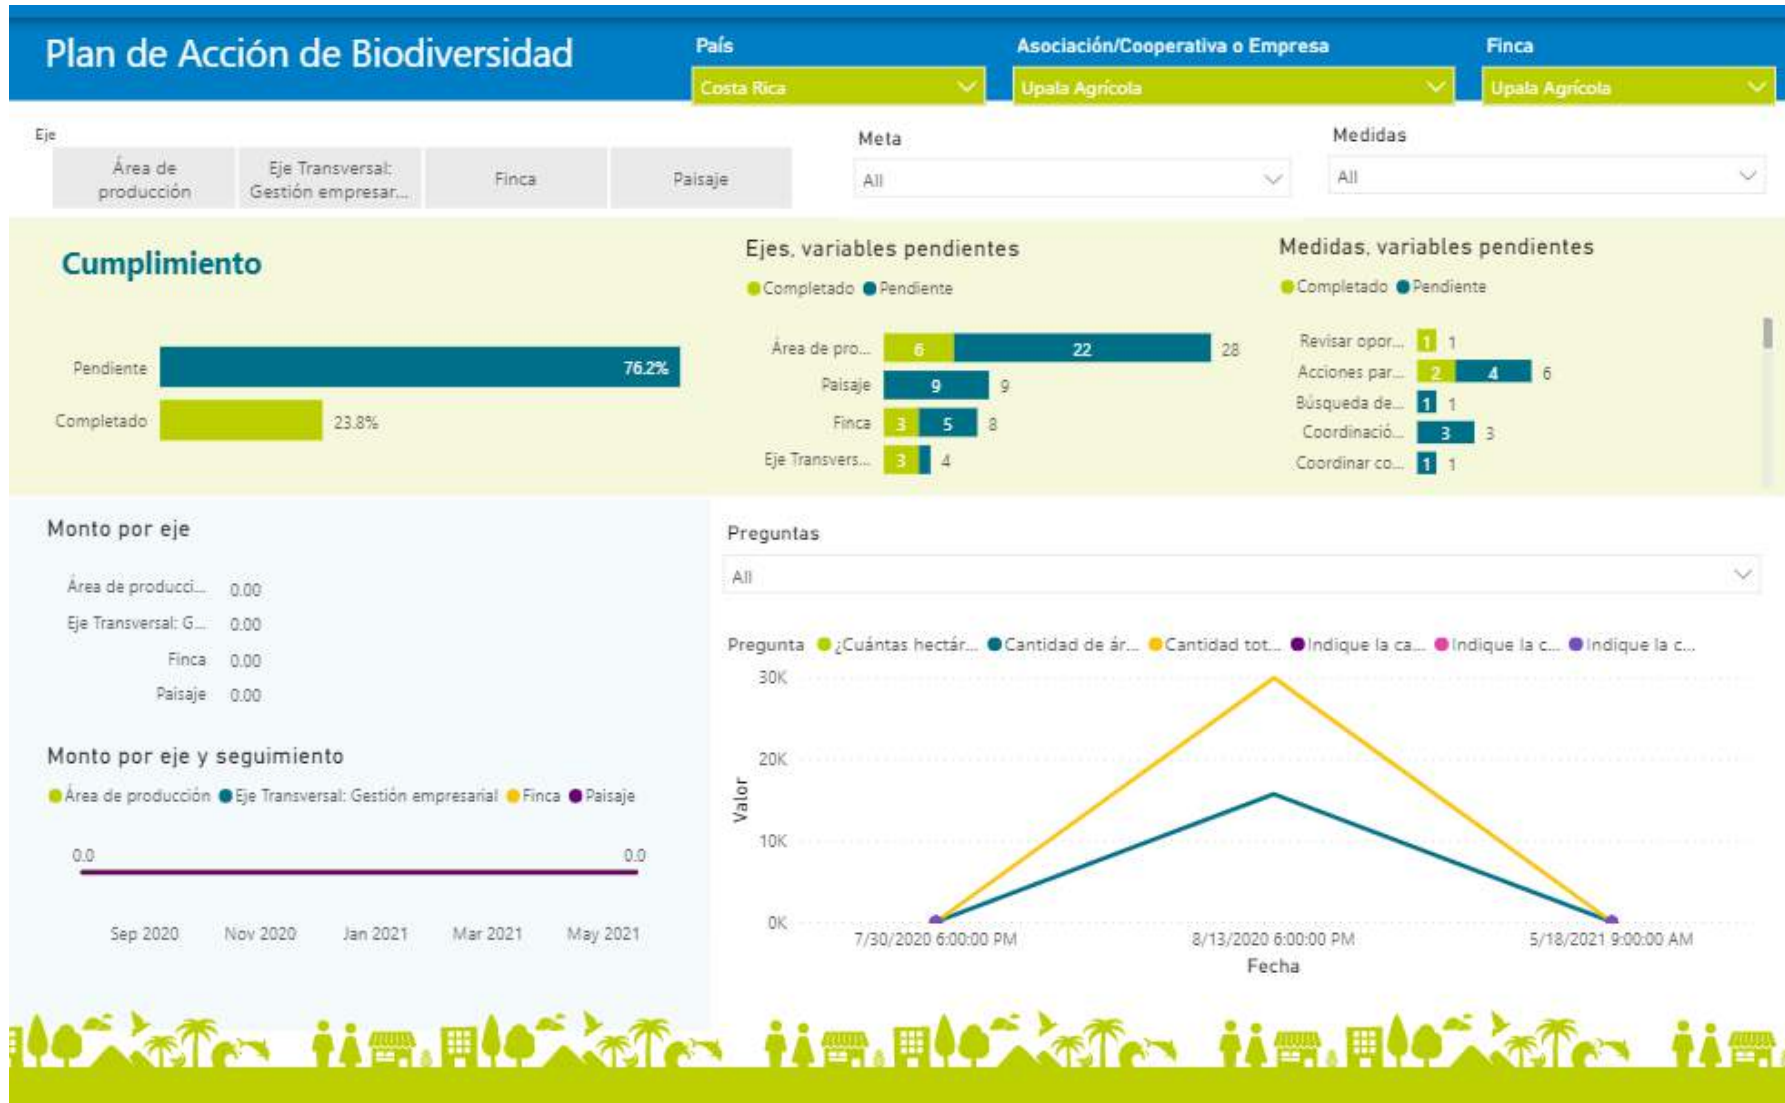 Plan de Acción de Biodiversidad
País
Asociación/Cooperativa o Empresa
Finca
Costa Rica
Upala Agrícola
Upala Agrícola
Eje
Área de
producción
Eje Transversal:
Gestión empresar...
Finca
Paisaje
Meta
All
Medidas
All
Cumplimiento
Pendiente
76.2%
Completado
23.8%
Ejes, variables pendientes
Completado Pendiente
Área de pro... 6 22 28
Paisaje 9 9
Finca 3 5 8
Eje Transvers... 3 4
Medidas, variables pendientes
Completado Pendiente
Revisar opor... 1 1
Acciones par... 2 4 6
Búsqueda de... 1 1
Coordinació... 3 3
Coordinar co... 1 1
Monto por eje
Área de producci... 0.00
Eje Transversal: G... 0.00
Finca 0.00
Paisaje 0.00
Monto por eje y seguimiento
Área de producción Eje Transversal: Gestión empresarial Finca Paisaje
0.0 0.0
Sep 2020 Nov 2020 Jan 2021 Mar 2021 May 2021
Preguntas
All
Pregunta ¿Cuántas hectár... Cantidad de ár... Cantidad tot... Indique la ca... Indique la c... Indique la c...
30K
20K
10K
0K
Valor
7/30/2020 6:00:00 PM 8/13/2020 6:00:00 PM 5/18/2021 9:00:00 AM
Fecha